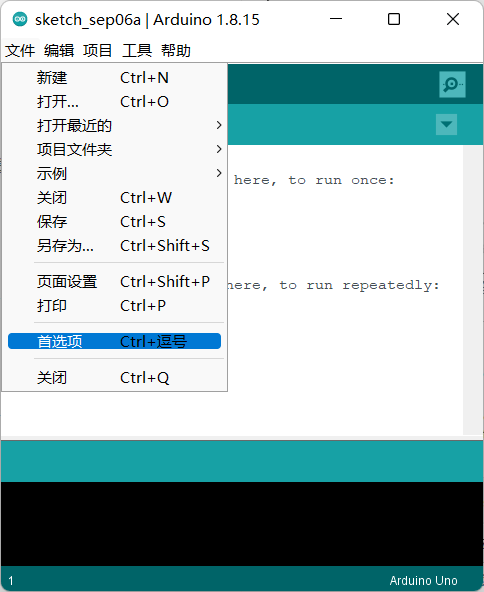 sketch_sep06a | Arduino 1.8.15
文件 编辑 项目 工具 帮助
新建 Ctrl+N
打开... Ctrl+O
打开最近的
项目文件夹
示例
关闭 Ctrl+W
保存 Ctrl+S
另存为... Ctrl+Shift+S
页面设置 Ctrl+Shift+P
打印 Ctrl+P
首选项 Ctrl+逗号
关闭 Ctrl+Q
here, to run once:
here, to run repeatedly:
1 Arduino Uno